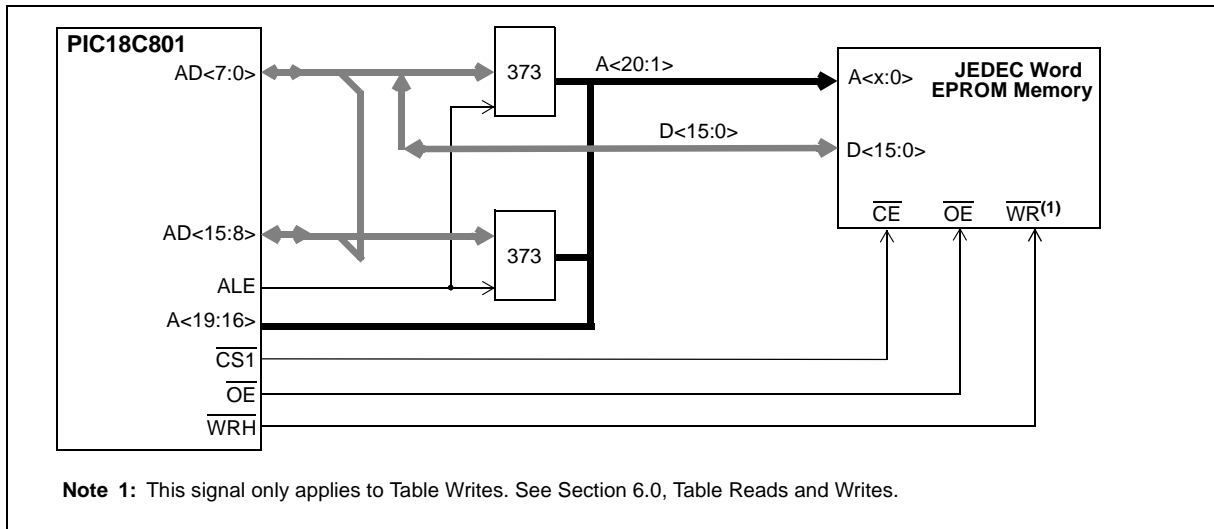 PIC18C801
AD<7:0>
373
A<20:1>
A<x:0>
JEDEC Word
EPROM Memory
D<15:0>
D<15:0>
CE
OE
WR(1)
AD<15:8>
373
ALE
A<19:16>
CS1
OE
WRH
Note 1: This signal only applies to Table Writes. See Section 6.0, Table Reads and Writes.